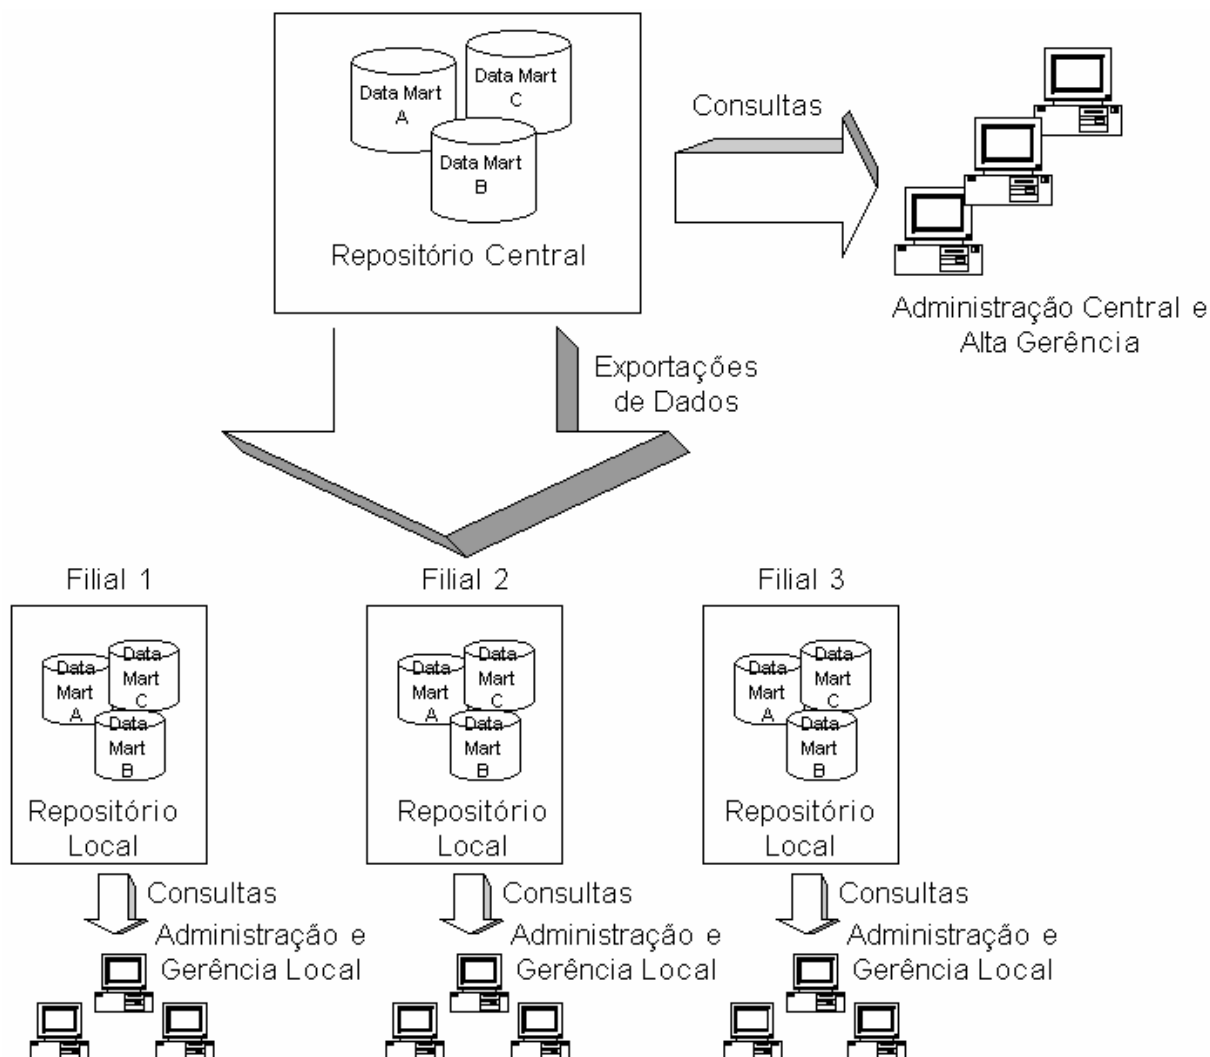 Data Mart
A
Data Mart
C
Data Mart
B
Repositório Central
Consultas
Administração Central e
Alta Gerência
Exportações
de Dados
Filial 1
Data
Mart
A
Data
Mart
C
Data
Mart
B
Repositório
Local
Consultas
Administração e
Gerência Local
Filial 2
Data
Mart
A
Data
Mart
C
Data
Mart
B
Repositório
Local
Consultas
Administração e
Gerência Local
Filial 3
Data
Mart
A
Data
Mart
C
Data
Mart
B
Repositório
Local
Consultas
Administração e
Gerência Local